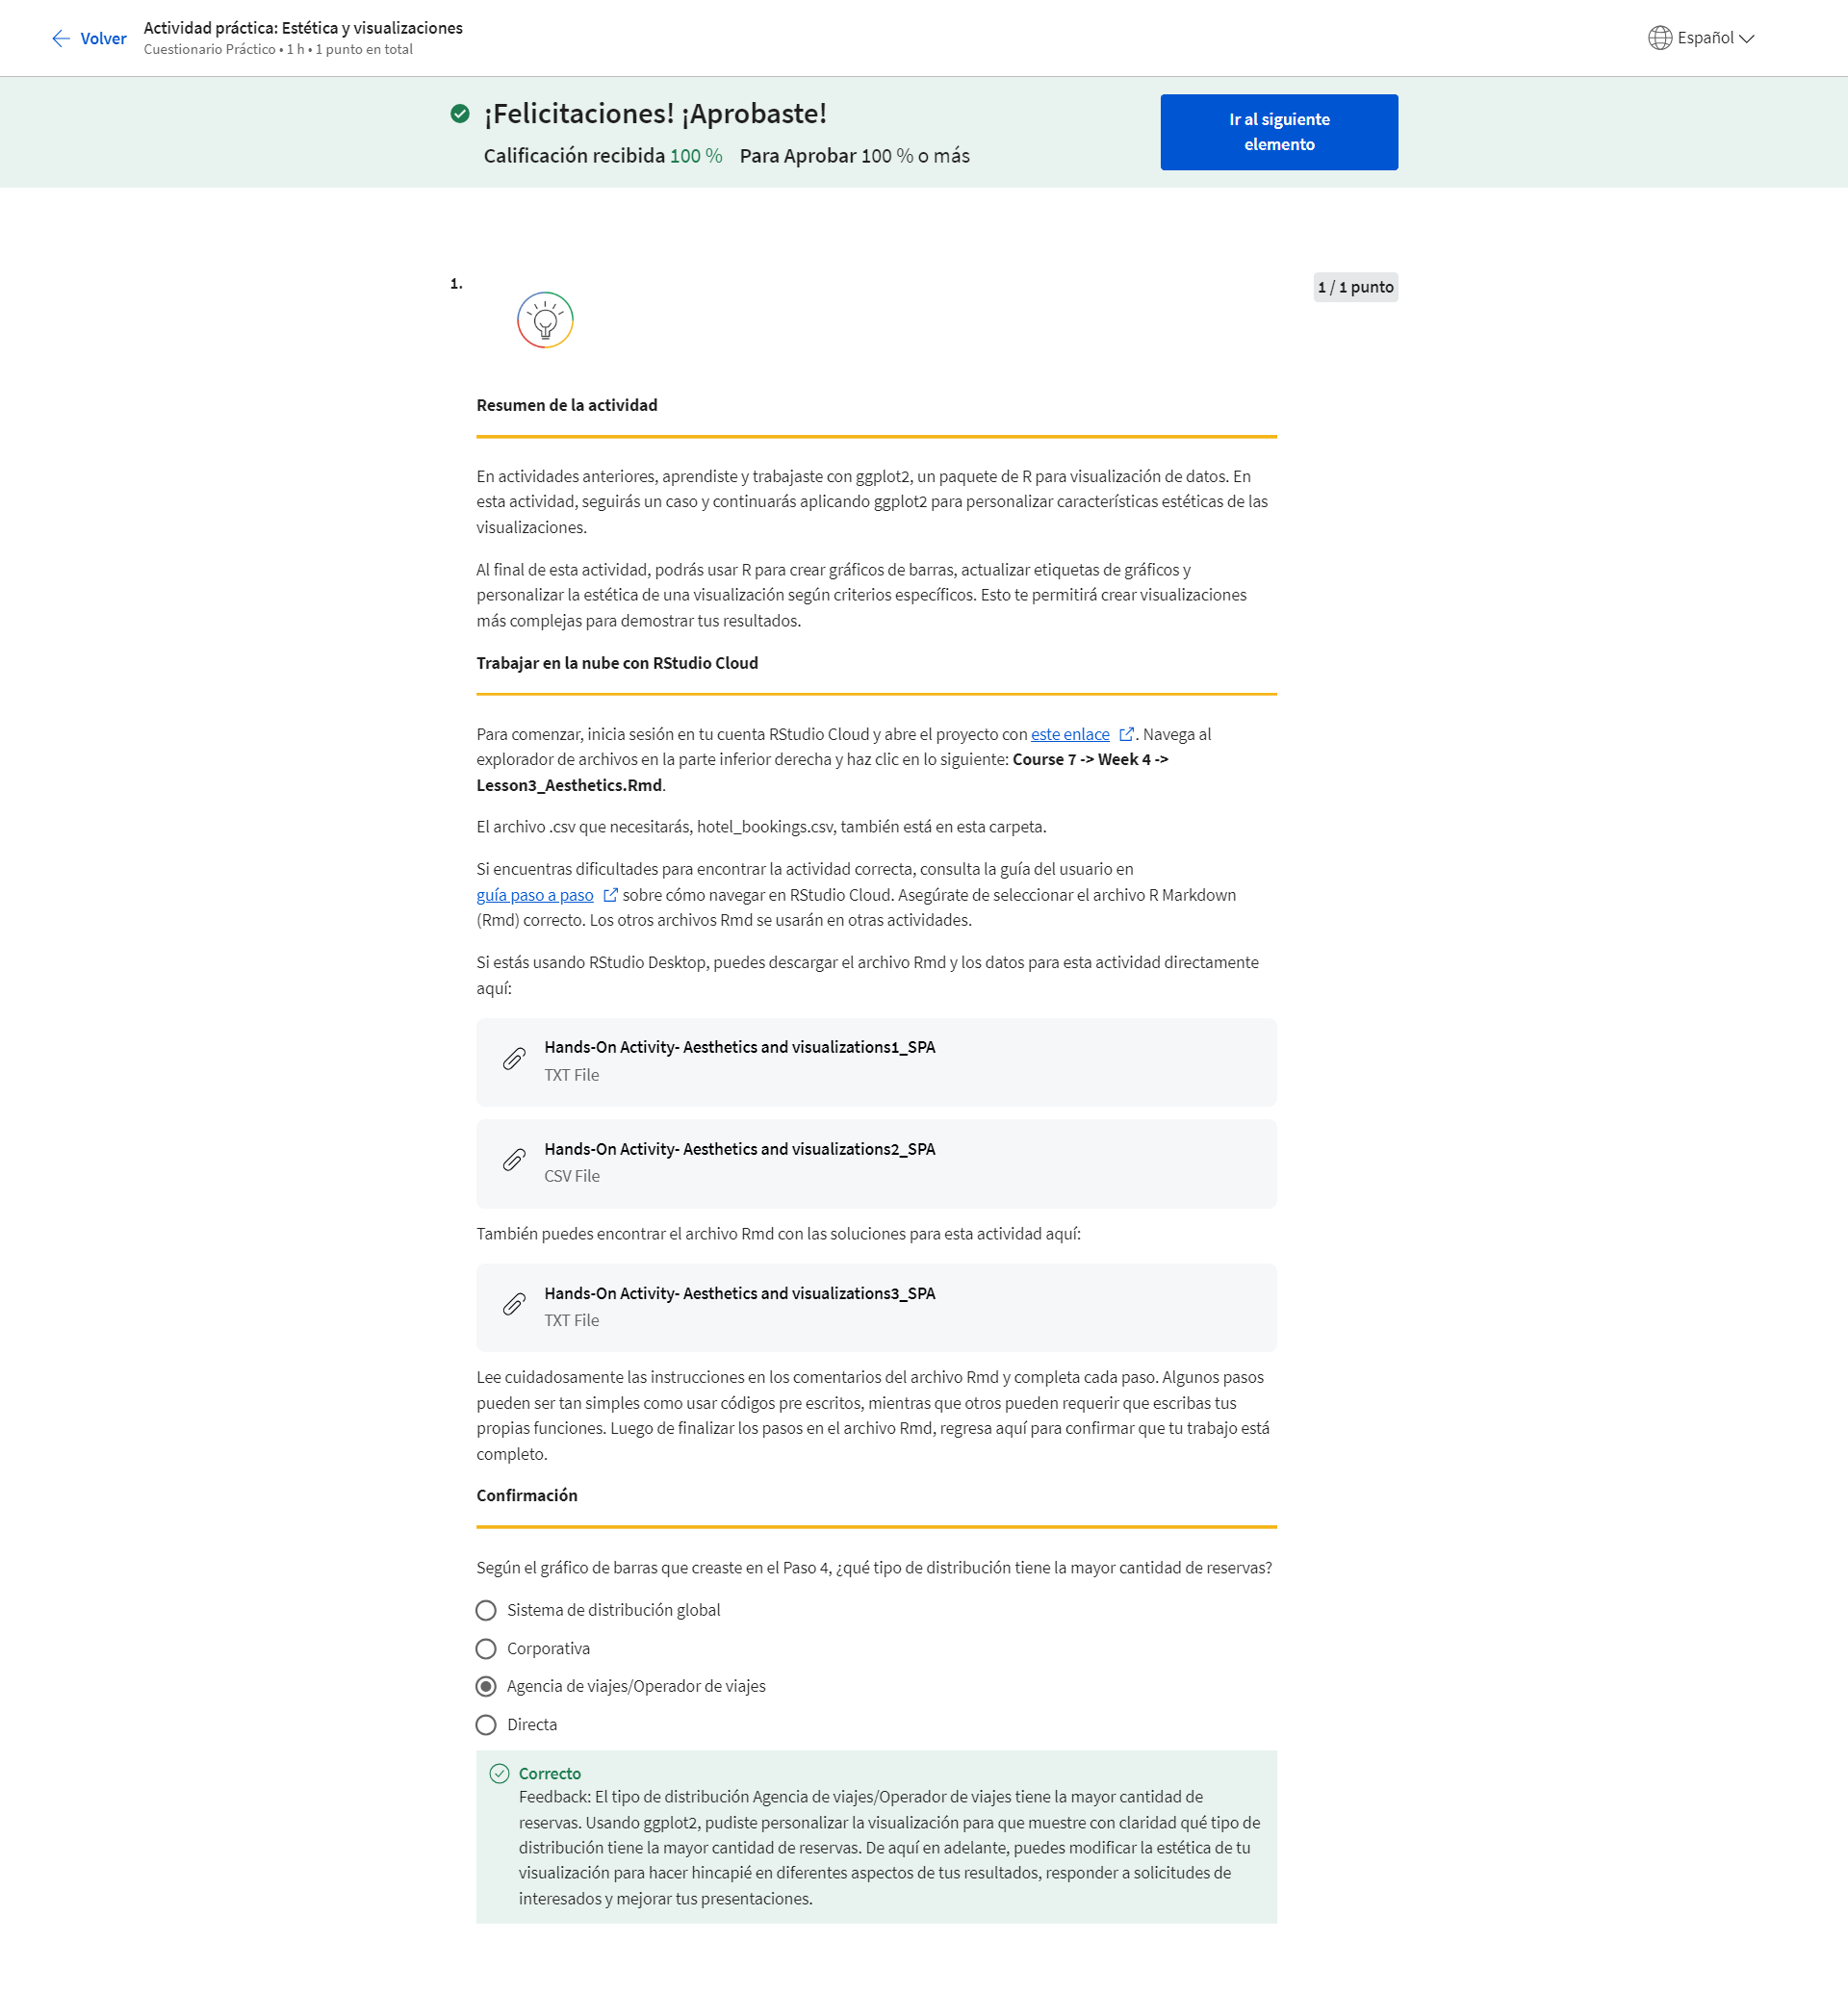 Volver
Actividad práctica: Estética y visualizaciones
Cuestionario Práctico • 1 h • 1 punto en total
Español
¡Felicitaciones! ¡Aprobaste!
Calificación recibida 100 % Para Aprobar 100 % o más
Ir al siguiente
elemento
1.
1 / 1 punto
Resumen de la actividad
En actividades anteriores, aprendiste y trabajaste con ggplot2, un paquete de R para visualización de datos. En
esta actividad, seguirás un caso y continuarás aplicando ggplot2 para personalizar características estéticas de las
visualizaciones.
Al final de esta actividad, podrás usar R para crear gráficos de barras, actualizar etiquetas de gráficos y
personalizar la estética de una visualización según criterios específicos. Esto te permitirá crear visualizaciones
más complejas para demostrar tus resultados.
Trabajar en la nube con RStudio Cloud
Para comenzar, inicia sesión en tu cuenta RStudio Cloud y abre el proyecto con este enlace. Navega al
explorador de archivos en la parte inferior derecha y haz clic en lo siguiente: Course 7 -> Week 4 ->
Lesson3_Aesthetics.Rmd.
El archivo .csv que necesitarás, hotel_bookings.csv, también está en esta carpeta.
Si encuentras dificultades para encontrar la actividad correcta, consulta la guía del usuario en
guía paso a paso sobre cómo navegar en RStudio Cloud. Asegúrate de seleccionar el archivo R Markdown
(Rmd) correcto. Los otros archivos Rmd se usarán en otras actividades.
Si estás usando RStudio Desktop, puedes descargar el archivo Rmd y los datos para esta actividad directamente
aquí:
Hands-On Activity- Aesthetics and visualizations1_SPA
TXT File
Hands-On Activity- Aesthetics and visualizations2_SPA
CSV File
También puedes encontrar el archivo Rmd con las soluciones para esta actividad aquí:
Hands-On Activity- Aesthetics and visualizations3_SPA
TXT File
Lee cuidadosamente las instrucciones en los comentarios del archivo Rmd y completa cada paso. Algunos pasos
pueden ser tan simples como usar códigos pre escritos, mientras que otros pueden requerir que escribas tus
propias funciones. Luego de finalizar los pasos en el archivo Rmd, regresa aquí para confirmar que tu trabajo está
completo.
Confirmación
Según el gráfico de barras que creaste en el Paso 4, ¿qué tipo de distribución tiene la mayor cantidad de reservas?
Sistema de distribución global
Corporativa
Agencia de viajes/Operador de viajes
Directa
Correcto
Feedback: El tipo de distribución Agencia de viajes/Operador de viajes tiene la mayor cantidad de
reservas. Usando ggplot2, pudiste personalizar la visualización para que muestre con claridad qué tipo de
distribución tiene la mayor cantidad de reservas. De aquí en adelante, puedes modificar la estética de tu
visualización para hacer hincapié en diferentes aspectos de tus resultados, responder a solicitudes de
interesados y mejorar tus presentaciones.